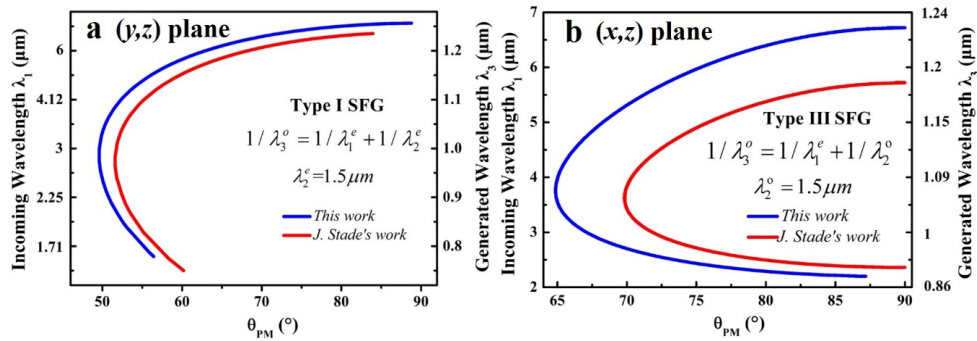 a (y,z) plane
Incoming Wavelength λ₁ (μm)
6
4.12
3
2.25
1.71
Type I SFG
1/λ₃ᵒ = 1/λ₁ᵉ + 1/λ₂ᵉ
λ₂ᵉ=1.5μm
This work
J. Stade's work
50
60
70
80
90
θPM (°)
1.2
1.1
1.0
0.9
0.8
Generated Wavelength λ₃ (μm)
b (x,z) plane
Incoming Wavelength λ₁ (μm)
7
6
5
4
3
2
Type III SFG
1/λ₃ᵒ = 1/λ₁ᵉ + 1/λ₂ᵒ
λ₂ᵒ = 1.5μm
This work
J. Stade's work
65
70
75
80
85
90
θPM (°)
1.24
1.19
1.15
1.09
1
0.86
Generated Wavelength λ₃ (μm)